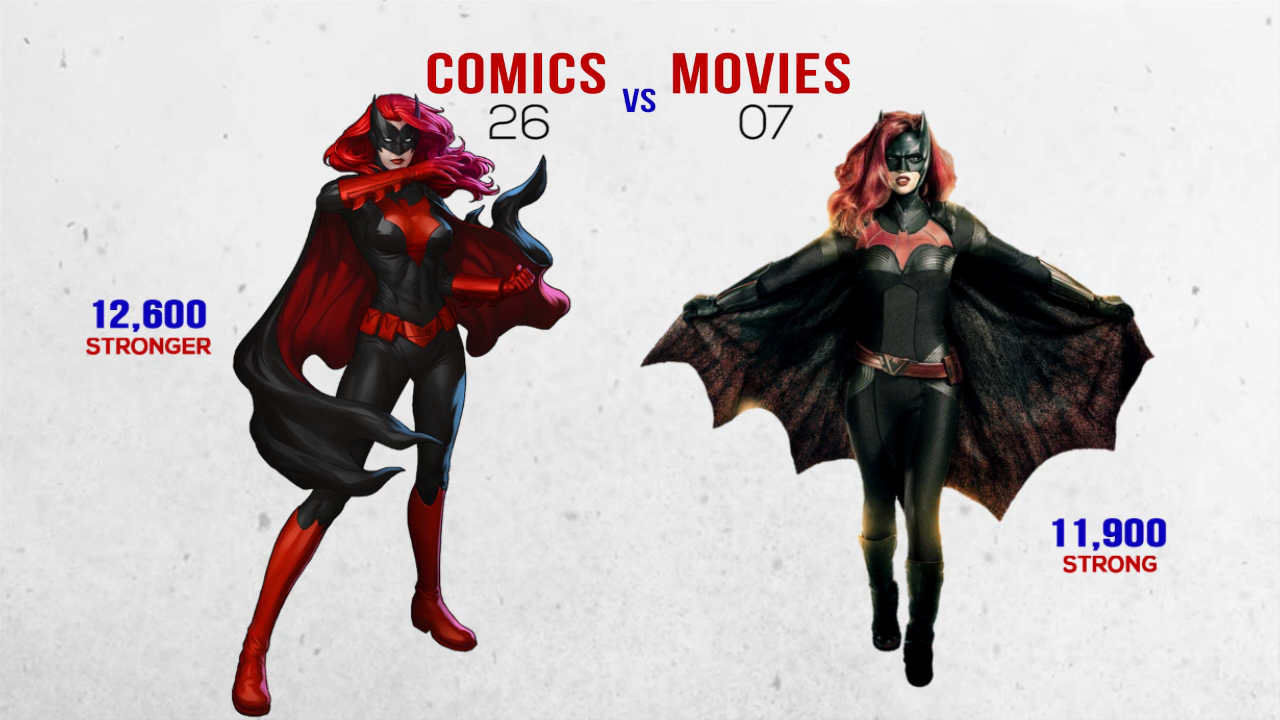 COMICS VS MOVIES
26 07
12,600
STRONGER
11,900
STRONG